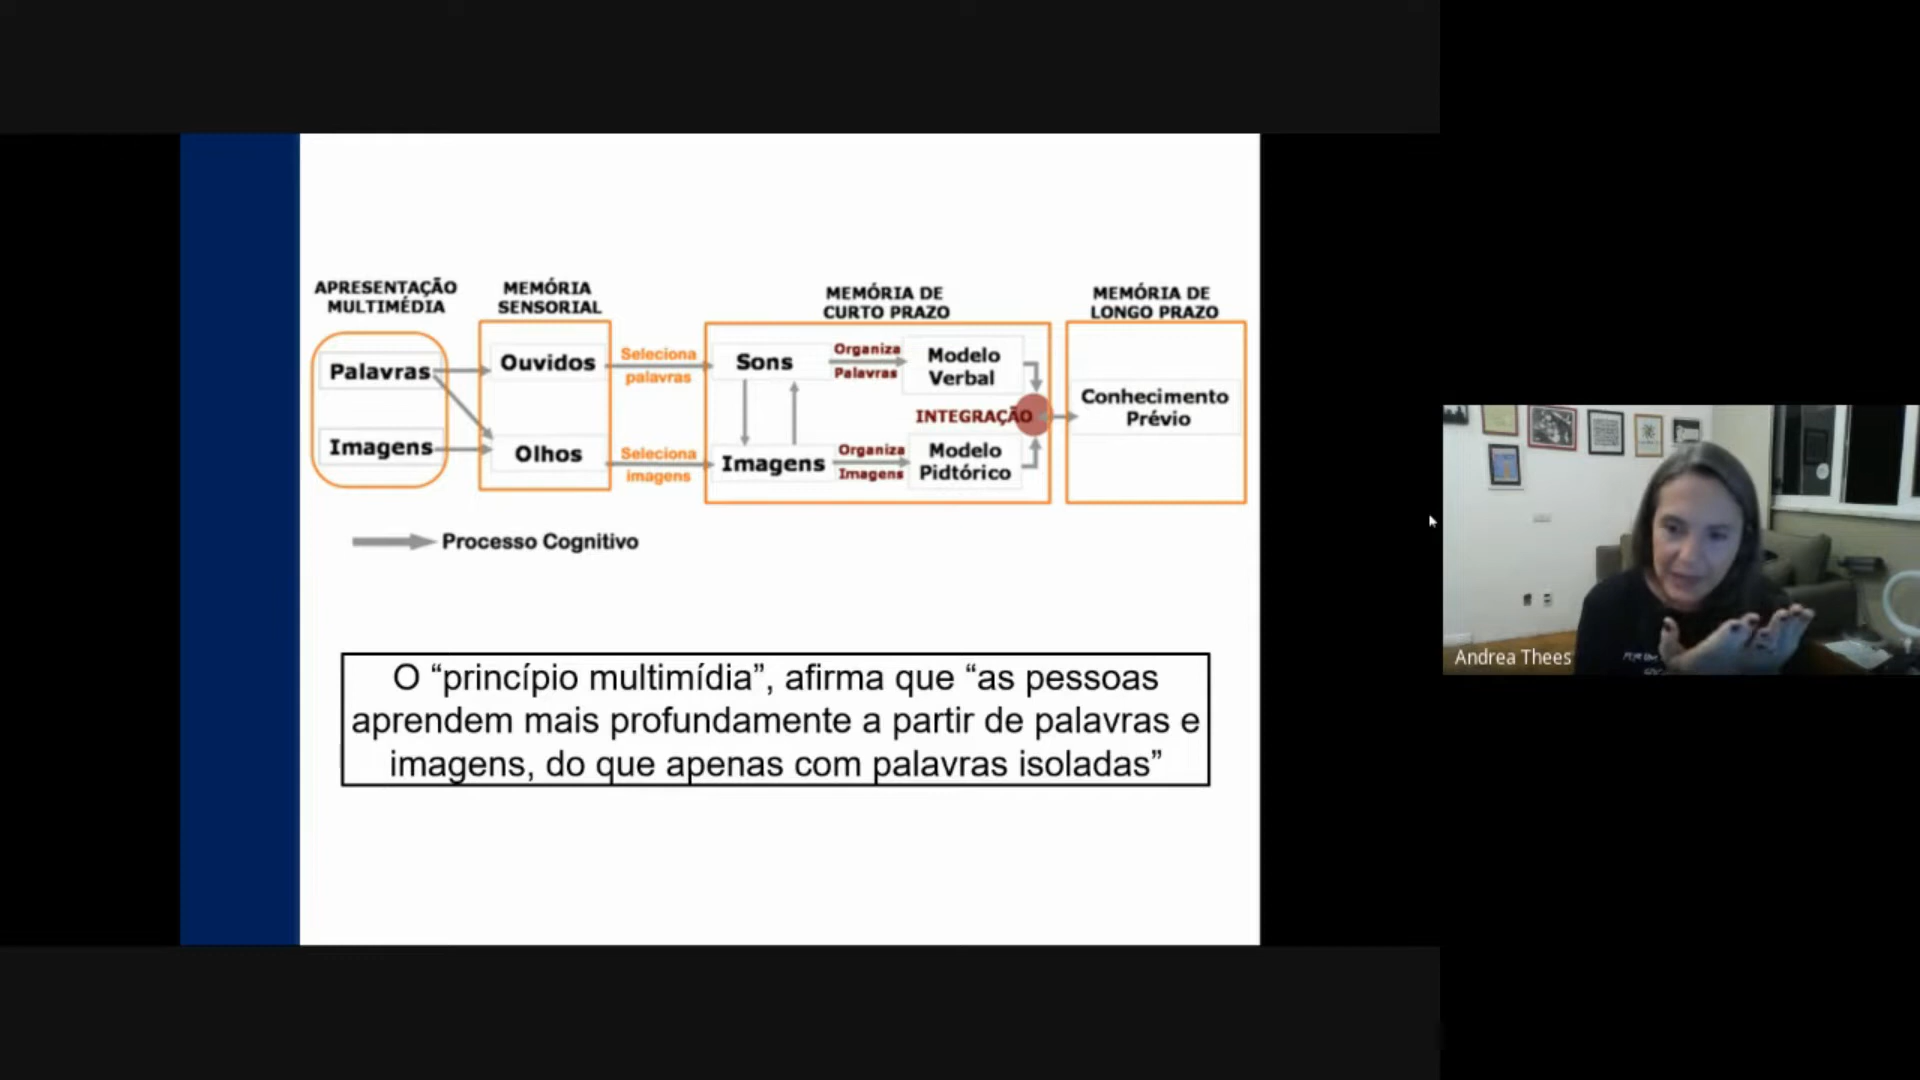 APRESENTAÇÃO
MULTIMÉDIA
MEMÓRIA
SENSORIAL
MEMÓRIA DE
CURTO PRAZO
MEMÓRIA DE
LONGO PRAZO
Palavras
Imagens
Ouvidos
Olhos
Seleciona
palavras
Seleciona
imagens
Sons
Imagens
Organiza
Palavras
Organiza
Imagens
Modelo
Verbal
INTEGRAÇÃO
Modelo
Pidtórico
Conhecimento
Prévio
Processo Cognitivo
O “princípio multimídia”, afirma que “as pessoas
aprendem mais profundamente a partir de palavras e
imagens, do que apenas com palavras isoladas”
Andrea Thees